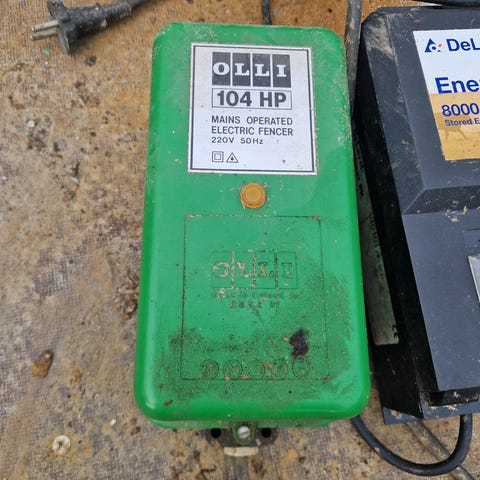 OLLI
104 HP
MAINS OPERATED
ELECTRIC FENCER
220V 50Hz
OLLI
DeL
Ene
8000
Stored E